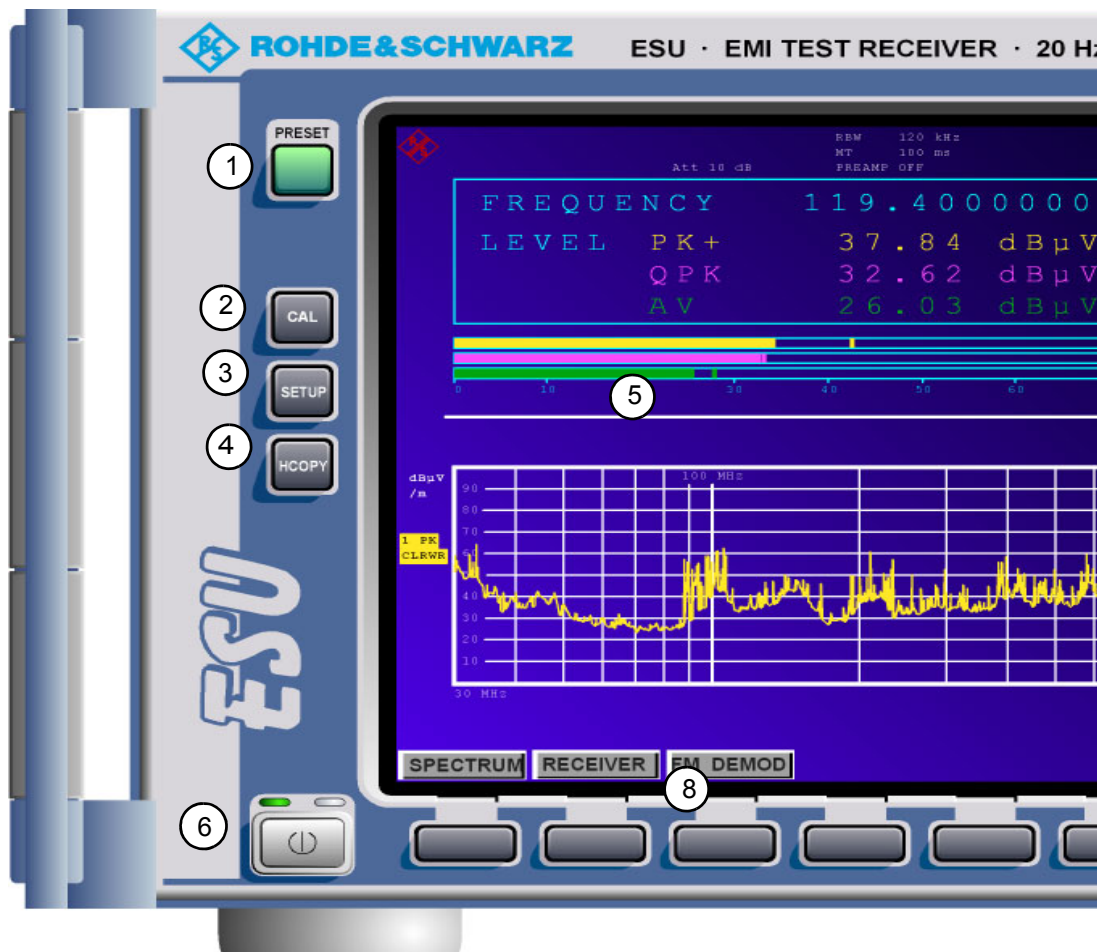 ROHDE&SCHWARZ ESU · EMI TEST RECEIVER · 20 Hz
PRESET
1
RBW 120 kHz
MT 100 ms
Att 10 dB PREAMP OFF
FREQUENCY 119.4000000
LEVEL PK+ 37.84 dBµV
QPK 32.62 dBµV
AV 26.03 dBµV
2
CAL
3
SETUP
0 10 30 40 50 60
5
4
HCOPY
dBµV
/m
100 MHz
90
80
70
1 PK
CLRWR
60
40
30
20
10
30 MHz
ESU
SPECTRUM RECEIVER FM DEMOD
8
6